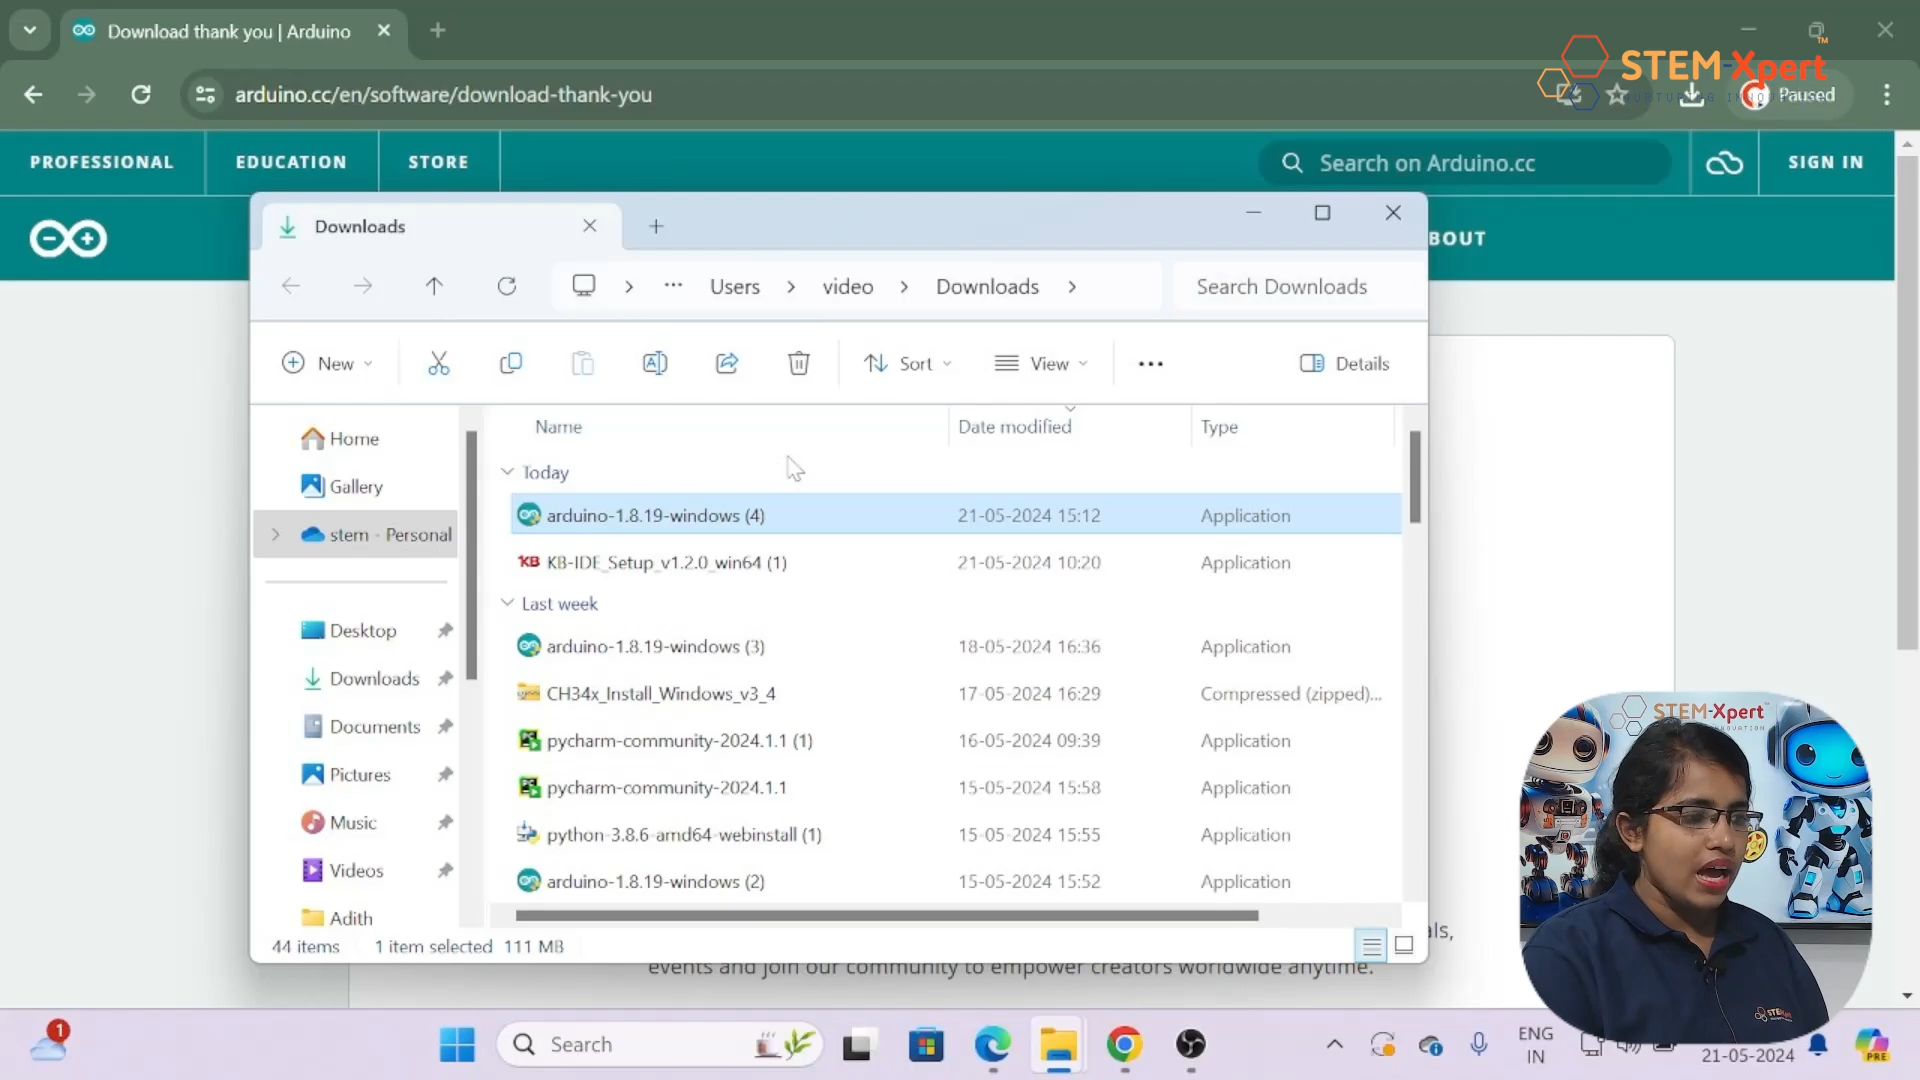 Download thank you | Arduino
STEM-Xpert™
arduino.cc/en/software/download-thank-you
Paused
PROFESSIONAL
EDUCATION
STORE
Search on Arduino.cc
SIGN IN
BOUT
Downloads
Users
video
Downloads
Search Downloads
New
Sort
View
Details
Name
Date modified
Type
Home
Gallery
stem - Personal
Desktop
Downloads
Documents
Pictures
Music
Videos
Adith
Today
arduino-1.8.19-windows (4) 21-05-2024 15:12 Application
KB KB-IDE_Setup_v1.2.0_win64 (1) 21-05-2024 10:20 Application
Last week
arduino-1.8.19-windows (3) 18-05-2024 16:36 Application
CH34x_Install_Windows_v3_4 17-05-2024 16:29 Compressed (zipped)...
pycharm-community-2024.1.1 (1) 16-05-2024 09:39 Application
pycharm-community-2024.1.1 15-05-2024 15:58 Application
python-3.8.6-amd64-webinstall (1) 15-05-2024 15:55 Application
arduino-1.8.19-windows (2) 15-05-2024 15:52 Application
44 items 1 item selected 111 MB
als,
events and join our community to empower creators worldwide anytime.
STEM-Xpert™
1
Search
ENG
IN
21-05-2024
PRE